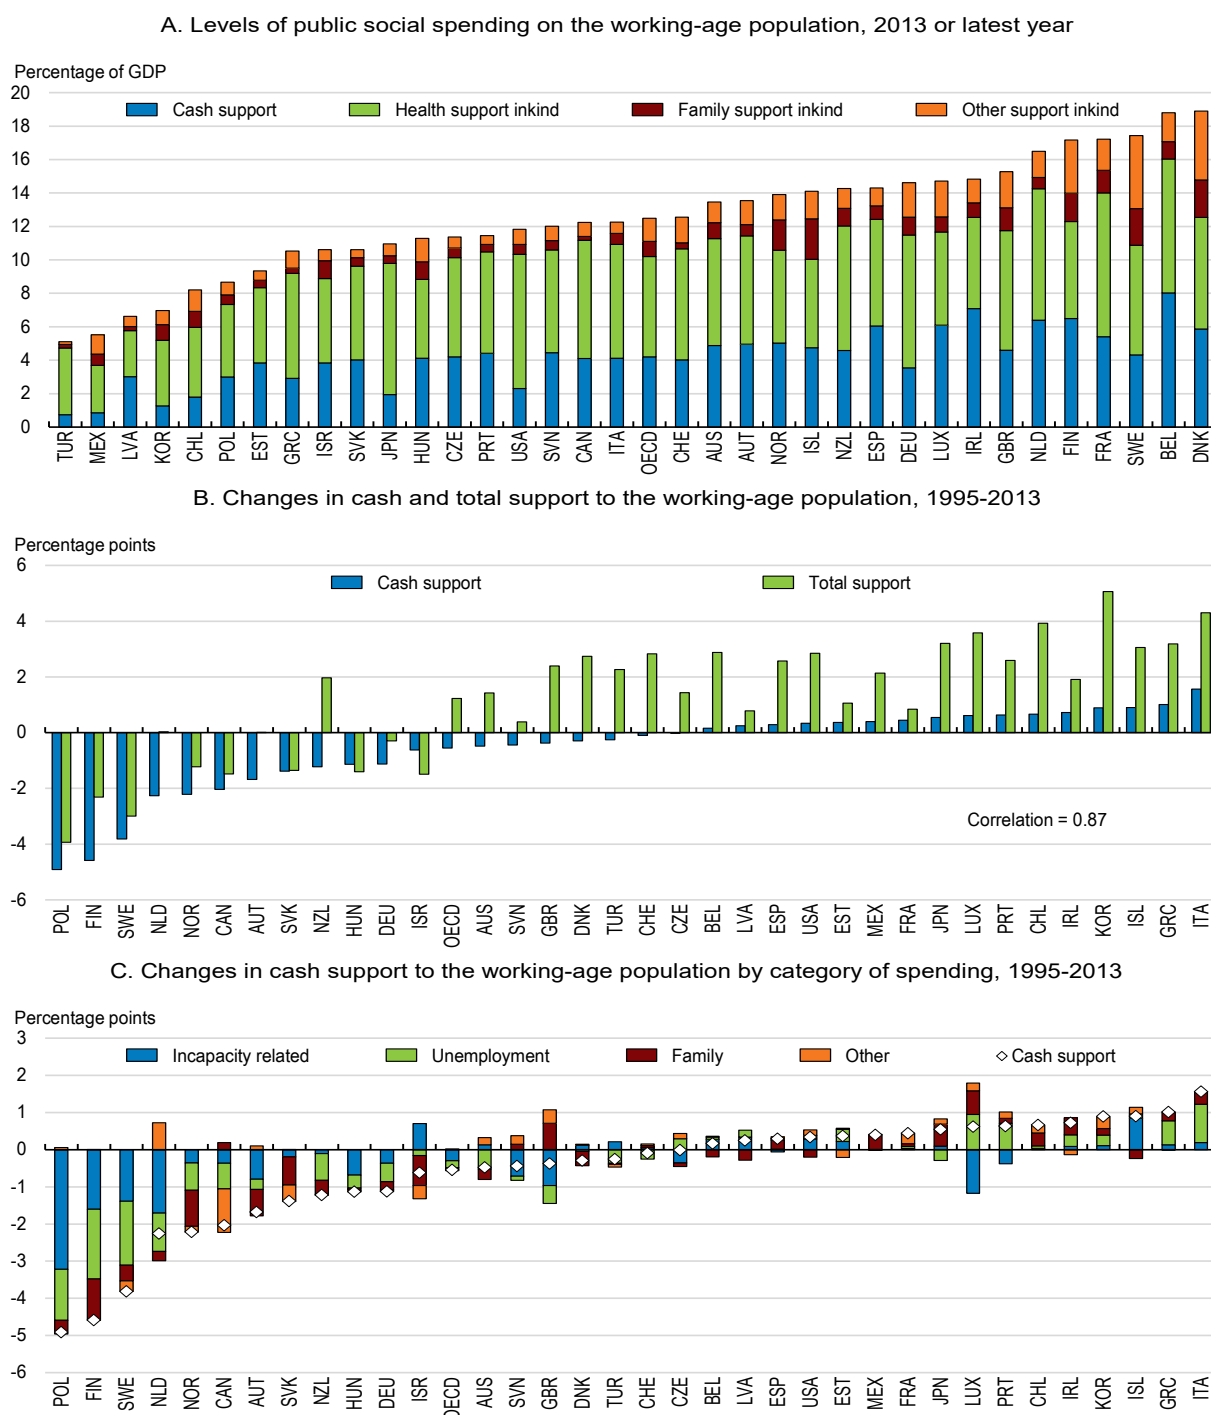 A. Levels of public social spending on the working-age population, 2013 or latest year
Percentage of GDP
Cash support Health support inkind Family support inkind Other support inkind
20
18
16
14
12
10
8
6
4
2
0
TUR MEX LVA KOR CHL POL EST GRC ISR SVK JPN HUN CZE PRT USA SVN CAN ITA OECD CHE AUS AUT NOR ISL NZL ESP DEU LUX IRL GBR NLD FIN FRA SWE BEL DNK
B. Changes in cash and total support to the working-age population, 1995-2013
Percentage points
6
Cash support Total support
4
2
0
-2
Correlation = 0.87
-4
-6
POL FIN SWE NLD NOR CAN AUT SVK NZL HUN DEU ISR OECD AUS SVN GBR DNK TUR CHE CZE BEL LVA ESP USA EST MEX FRA JPN LUX PRT CHL IRL KOR ISL GRC ITA
C. Changes in cash support to the working-age population by category of spending, 1995-2013
Percentage points
3
Incapacity related Unemployment Family Other Cash support
2
1
0
-1
-2
-3
-4
-5
-6
POL FIN SWE NLD NOR CAN AUT SVK NZL HUN DEU ISR OECD AUS SVN GBR DNK TUR CHE CZE BEL LVA ESP USA EST MEX FRA JPN LUX PRT CHL IRL KOR ISL GRC ITA